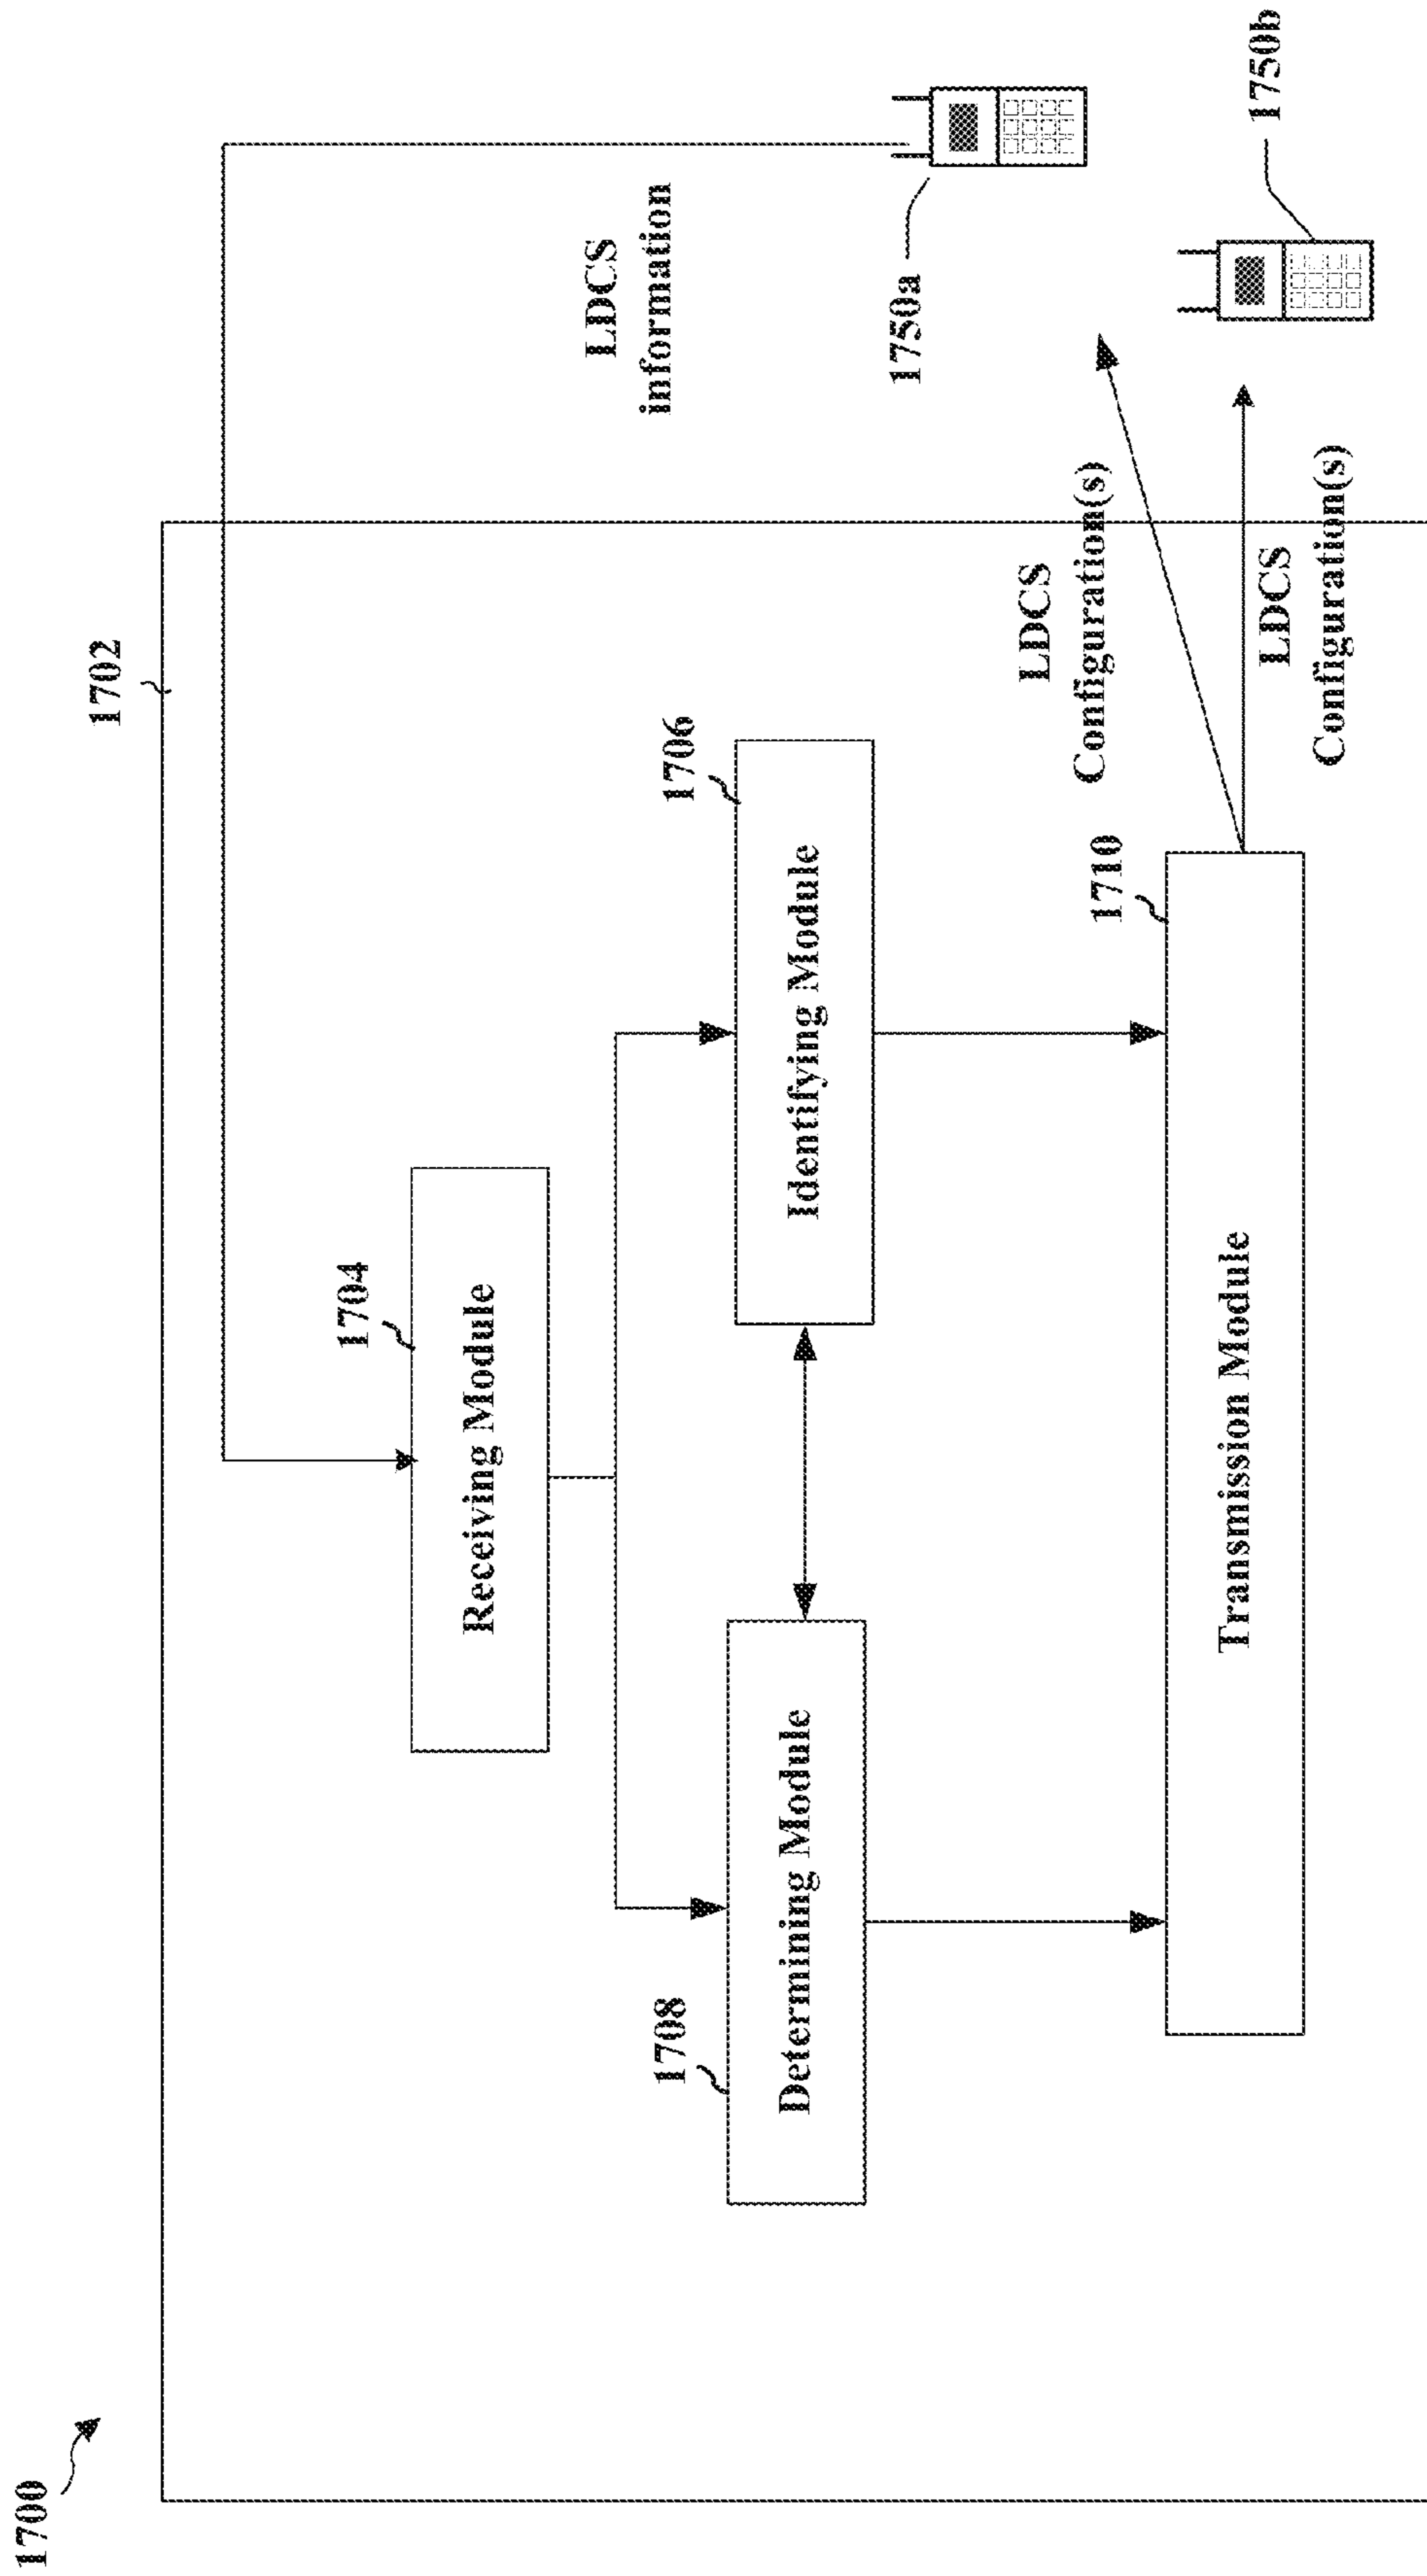 1700
1702
1704
Receiving Module
LDCS
information
1708
Determining Module
1706
Identifying Module
1750a
1710
Transmission Module
LDCS
Configuration(s)
LDCS
Configuration(s)
1750b